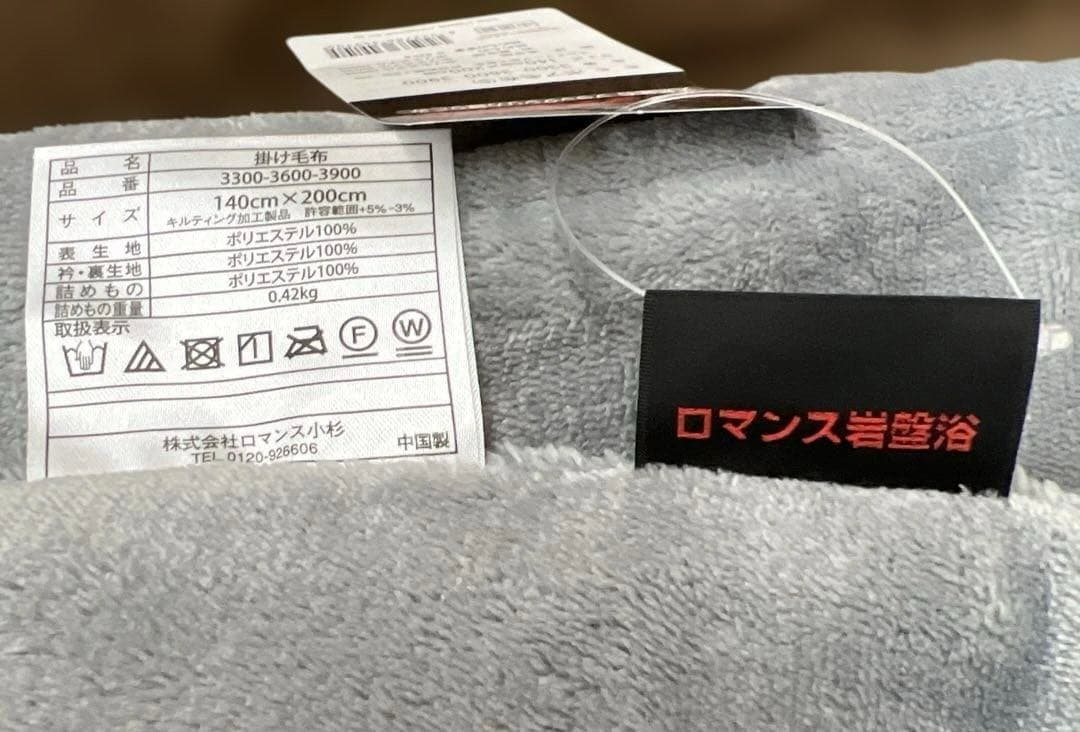 品名 掛け毛布
品番 3300-3600-3900
サイズ 140cm×200cm
キルティング加工製品 許容範囲+5%-3%
表生地 ポリエステル100%
衿・裏生地 ポリエステル100%
詰めもの ポリエステル100%
詰めもの重量 0.42kg
取扱表示
F W
株式会社ロマンス小杉 中国製
TEL 0120-926606
ロマンス岩盤浴